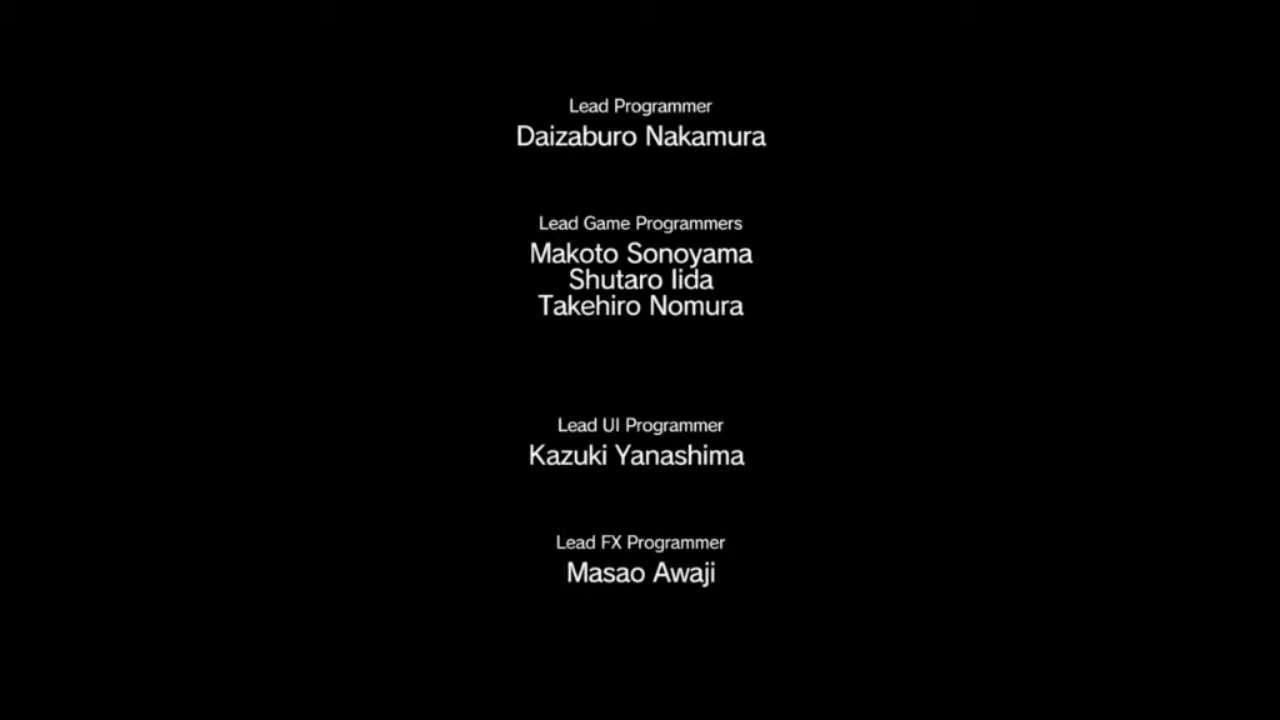 Lead Programmer
Daizaburo Nakamura
Lead Game Programmers
Makoto Sonoyama
Shutaro Iida
Takehiro Nomura
Lead UI Programmer
Kazuki Yanashima
Lead FX Programmer
Masao Awaji